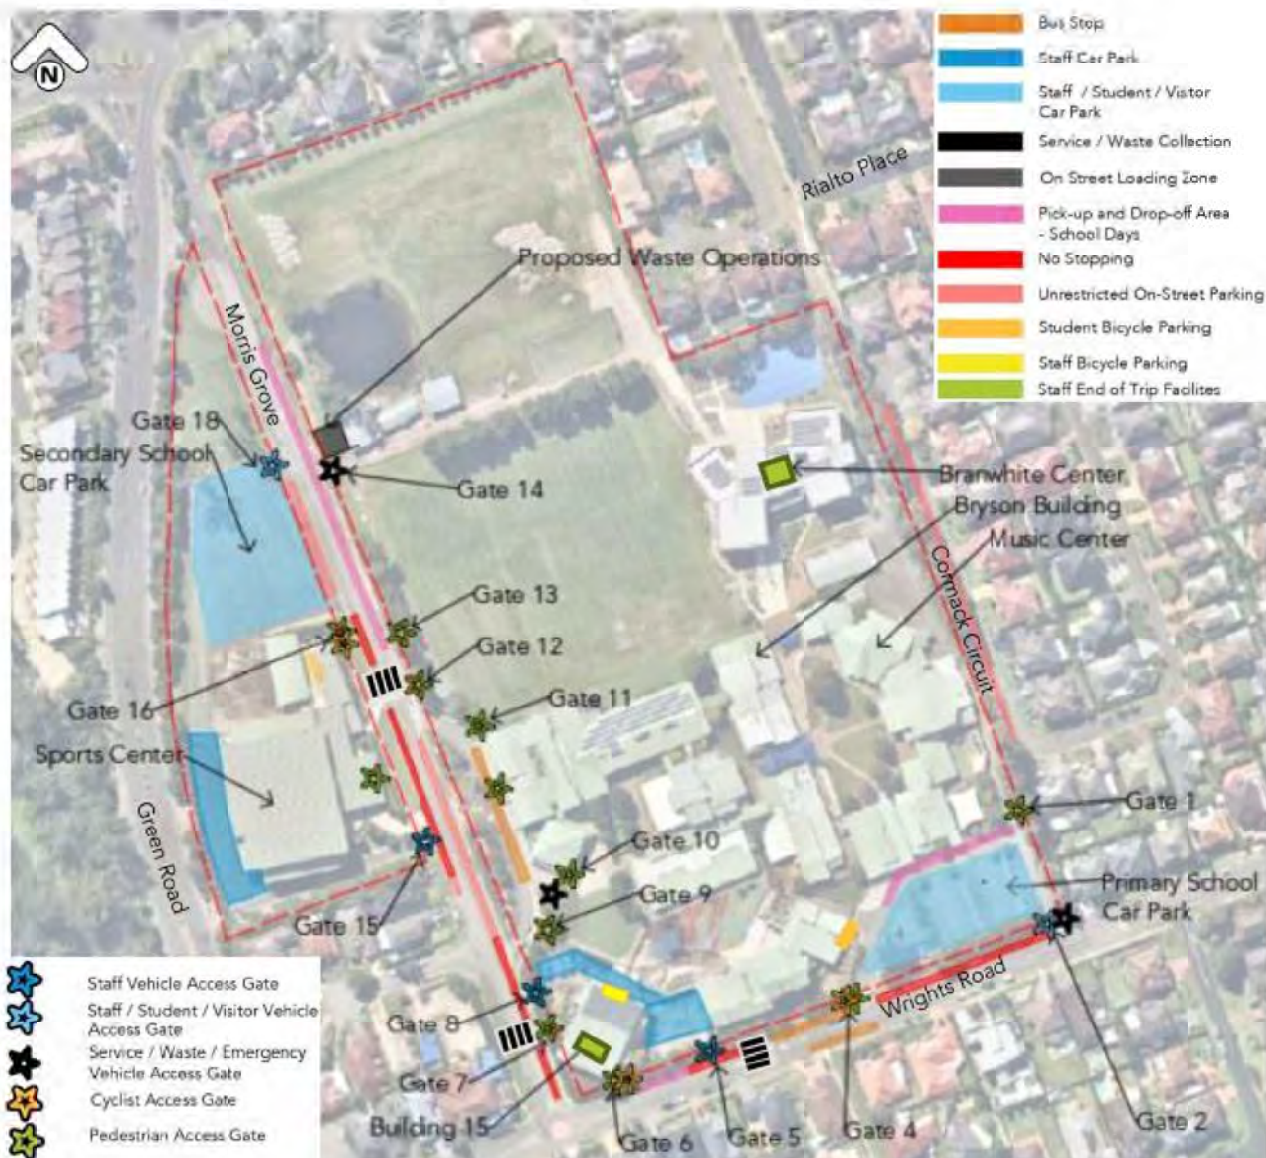 N
Bus Stop
Staff Car Park
Staff / Student / Vistor
Car Park
Service / Waste Collection
On Street Loading Zone
Pick-up and Drop-off Area
- School Days
No Stopping
Unrestricted On-Street Parking
Student Bicycle Parking
Staff Bicycle Parking
Staff End of Trip Facilites
Rialto Place
Proposed Waste Operations
Morris Grove
Gate 18
Secondary School
Car Park
Gate 14
Branwhite Center
Bryson Building
Music Center
Cormack Circuit
Gate 13
Gate 12
Gate 11
Gate 16
Sports Center
Green Road
Gate 1
Gate 10
Gate 9
Primary School
Car Park
Gate 15
Wrights Road
Gate 8
Gate 7
Building 15
Gate 6
Gate 5
Gate 4
Gate 2
Staff Vehicle Access Gate
Staff / Student / Visitor Vehicle
Access Gate
Service / Waste / Emergency
Vehicle Access Gate
Cyclist Access Gate
Pedestrian Access Gate